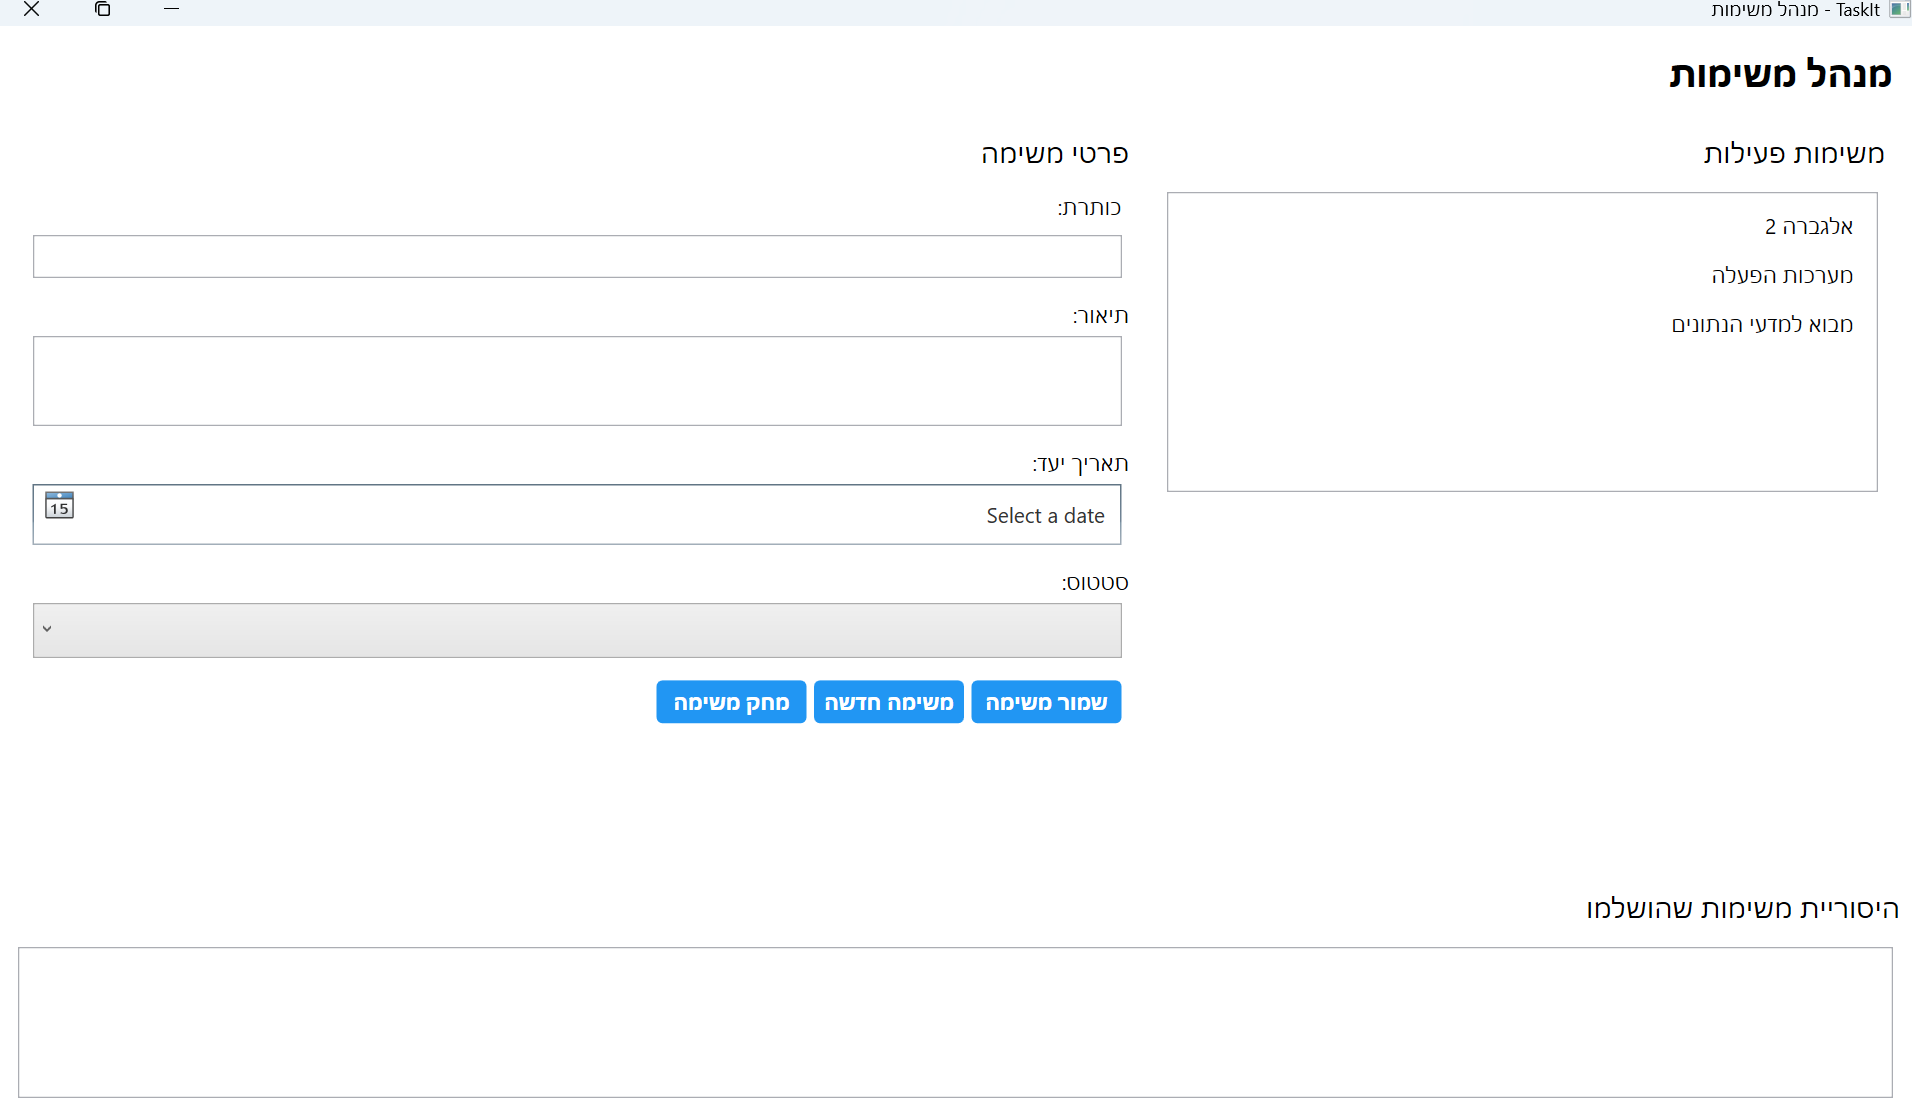 TaskIt - מנהל משימות
מנהל משימות
משימות פעילות
אלגברה 2
מערכות הפעלה
מבוא למדעי הנתונים
פרטי משימה
כותרת:
תיאור:
תאריך יעד:
Select a date
15
סטטוס:
שמור משימה
משימה חדשה
מחק משימה
היסוריית משימות שהושלמו